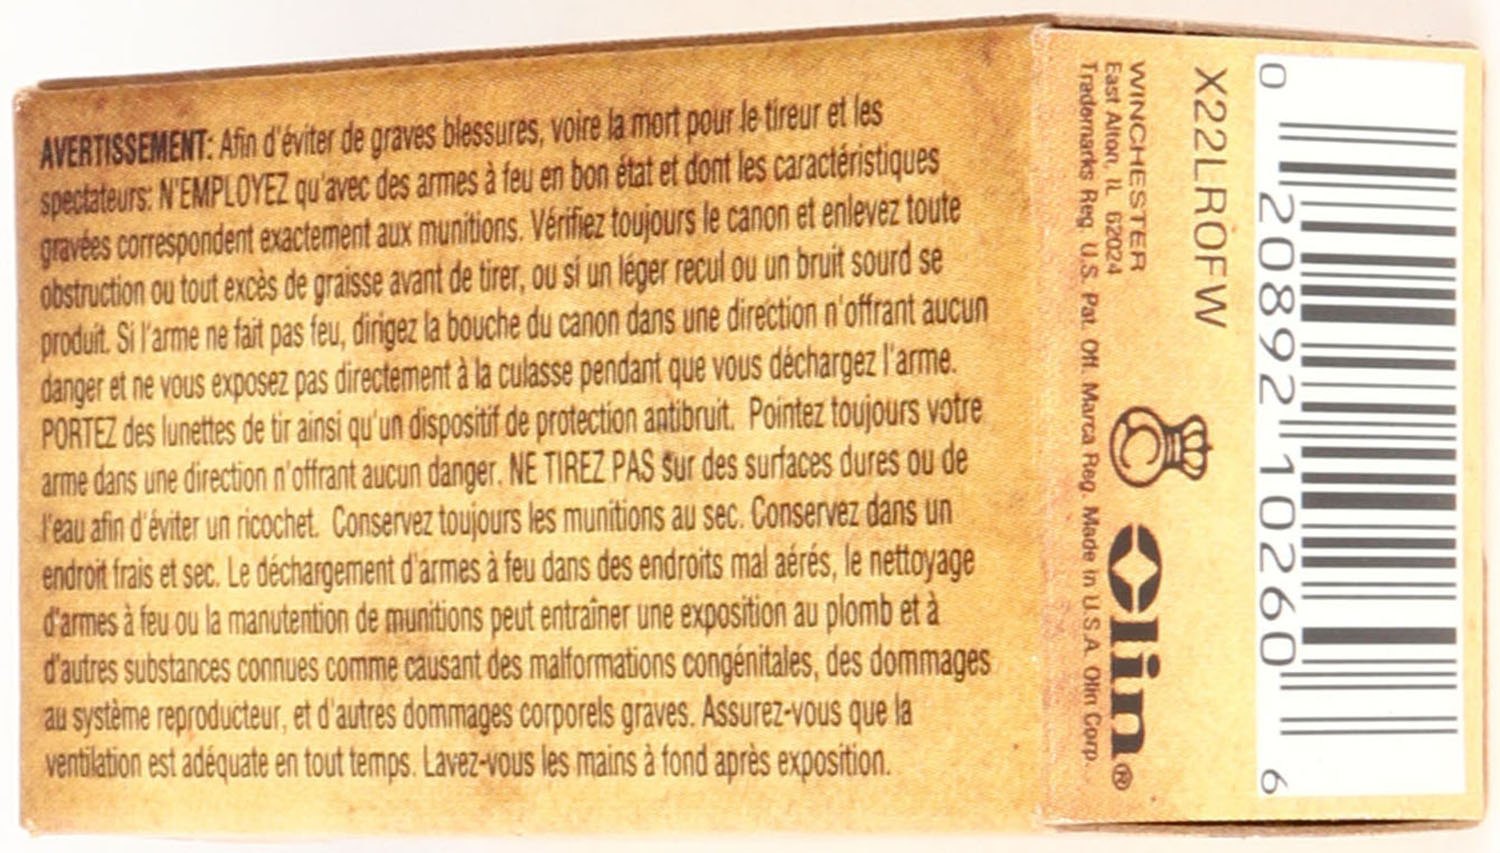 AVERTISSEMENT: Afin d'éviter de graves blessures, voire la mort pour le tireur et les
spectateurs: N'EMPLOYEZ qu'avec des armes à feu en bon état et dont les caractéristiques
gravées correspondent exactement aux munitions. Vérifiez toujours le canon et enlevez toute
obstruction ou tout excès de graisse avant de tirer, ou si un léger recul ou un bruit sourd se
produit. Si l'arme ne fait pas feu, dirigez la bouche du canon dans une direction n'offrant aucun
danger et ne vous exposez pas directement à la culasse pendant que vous déchargez l'arme.
PORTEZ des lunettes de tir ainsi qu'un dispositif de protection antibruit. Pointez toujours votre
arme dans une direction n'offrant aucun danger. NE TIREZ PAS sur des surfaces dures ou de
l'eau afin d'éviter un ricochet. Conservez toujours les munitions au sec. Conservez dans un
endroit frais et sec. Le déchargement d'armes à feu dans des endroits mal aérés, le nettoyage
d'armes à feu ou la manutention de munitions peut entraîner une exposition au plomb et à
d'autres substances connues comme causant des malformations congénitales, des dommages
au système reproducteur, et d'autres dommages corporels graves. Assurez-vous que la
ventilation est adéquate en tout temps. Lavez-vous les mains à fond après exposition.
0 20892 10260 6
X22LROFW
WINCHESTER
East Alton, IL 62024
Olin®
Trademarks Reg. U.S. Pat. Off. Marca Reg. Made in U.S.A. Olin Corp.